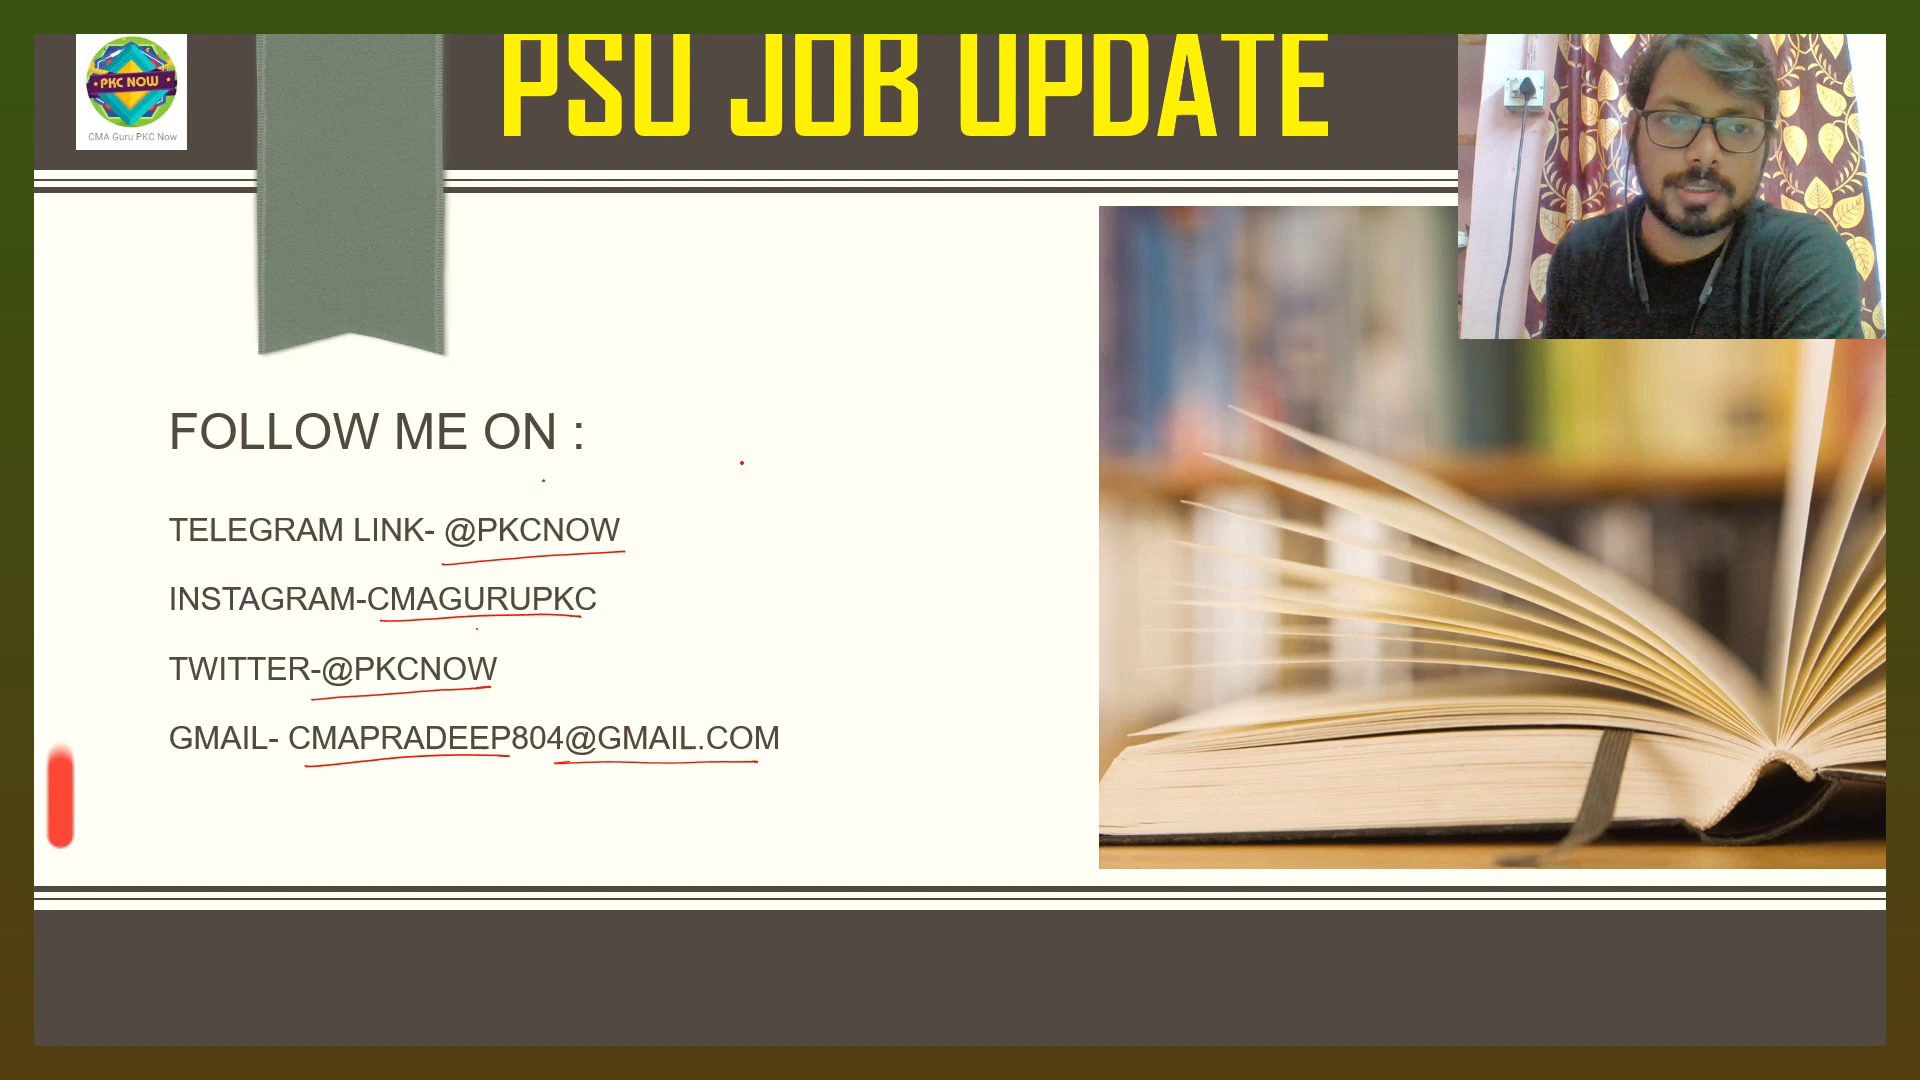 PSU JOB UPDATE
PKC NOW
CMA Guru PKC Now
FOLLOW ME ON :
TELEGRAM LINK- @PKCNOW
INSTAGRAM-CMAGURUPKC
TWITTER-@PKCNOW
GMAIL- CMAPRADEEP804@GMAIL.COM